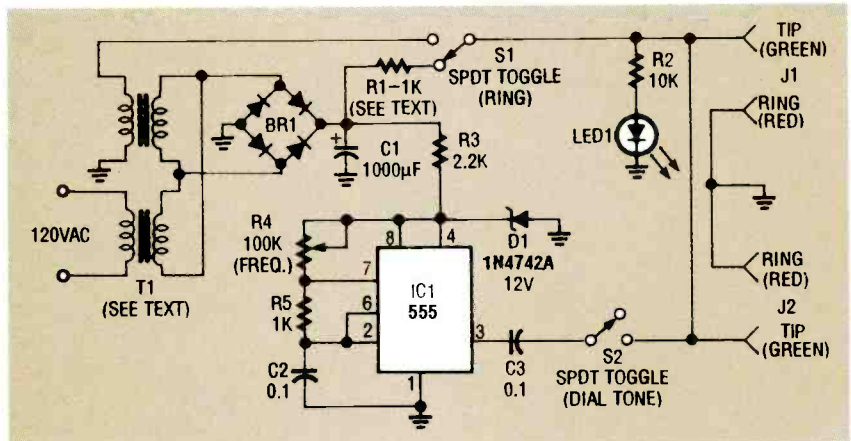 S1
SPDT TOGGLE
(RING)
R1–1K
(SEE TEXT)
R2
10K
TIP
(GREEN)
J1
RING
(RED)
BR1
+
C1
1000µF
R3
2.2K
LED1
120VAC
T1
(SEE TEXT)
R4
100K
(FREQ.)
8
4
D1
1N4742A
12V
7
IC1
555
R5
1K
6
2
3
RING
(RED)
J2
TIP
(GREEN)
C2
0.1
1
C3
0.1
S2
SPDT TOGGLE
(DIAL TONE)